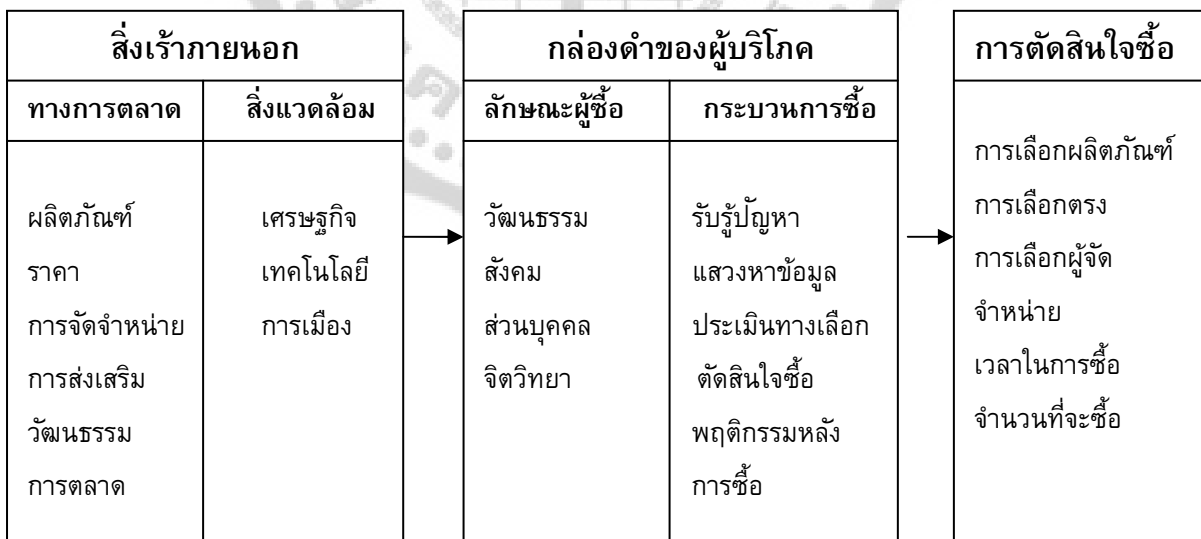 สิ่งเร้าภายนอก
ทางการตลาด
สิ่งแวดล้อม
ผลิตภัณฑ์
ราคา
การจัดจำหน่าย
การส่งเสริม
วัฒนธรรม
การตลาด
เศรษฐกิจ
เทคโนโลยี
การเมือง
กล่องดำของผู้บริโภค
ลักษณะผู้ซื้อ
กระบวนการซื้อ
วัฒนธรรม
สังคม
ส่วนบุคคล
จิตวิทยา
รับรู้ปัญหา
แสวงหาข้อมูล
ประเมินทางเลือก
ตัดสินใจซื้อ
พฤติกรรมหลัง
การซื้อ
การตัดสินใจซื้อ
การเลือกผลิตภัณฑ์
การเลือกตรง
การเลือกผู้จัด
จำหน่าย
เวลาในการซื้อ
จำนวนที่จะซื้อ